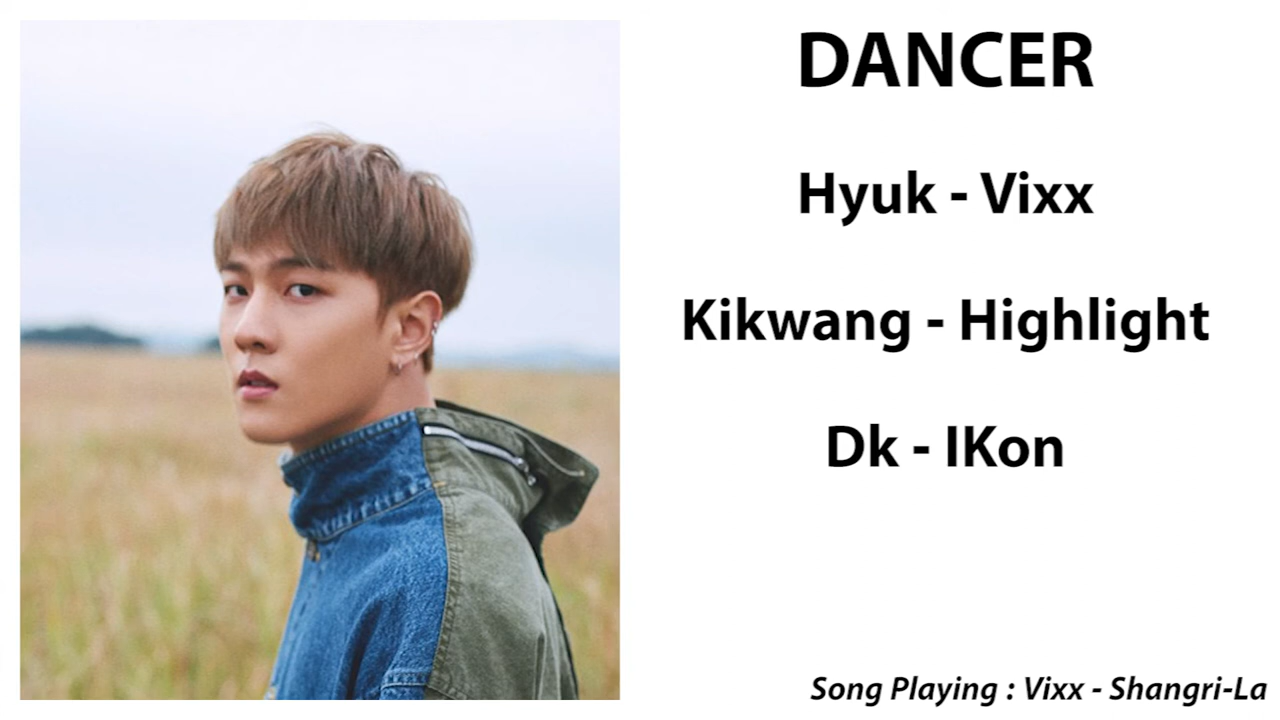 DANCER
Hyuk - Vixx
Kikwang - Highlight
Dk - IKon
Song Playing : Vixx - Shangri-La